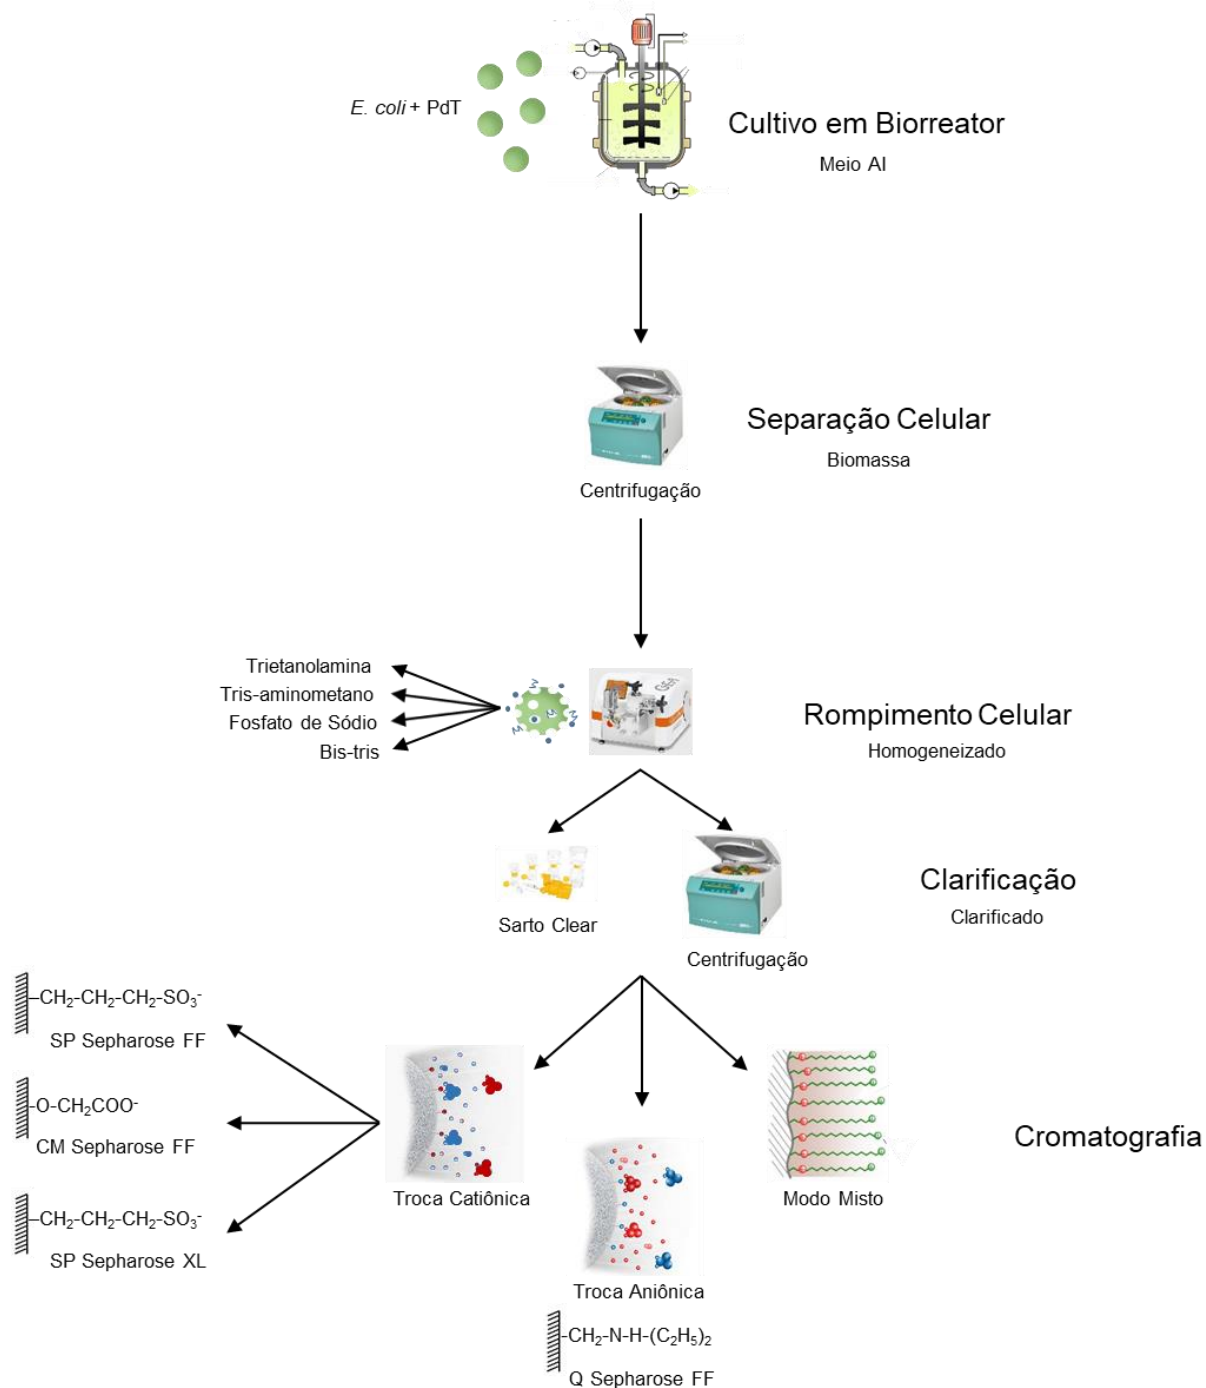 E. coli + PdT
Cultivo em Biorreator
Meio AI
Separação Celular
Biomassa
Centrifugação
Trietanolamina
Tris-aminometano
Fosfato de Sódio
Bis-tris
GEA
Rompimento Celular
Homogeneizado
Sarto Clear
Centrifugação
Clarificação
Clarificado
–CH₂-CH₂-CH₂-SO₃⁻
SP Sepharose FF
-O-CH₂COO⁻
CM Sepharose FF
–CH₂-CH₂-CH₂-SO₃⁻
SP Sepharose XL
Troca Catiônica
Troca Aniônica
-CH₂-N-H-(C₂H₅)₂
Q Sepharose FF
Modo Misto
Cromatografia